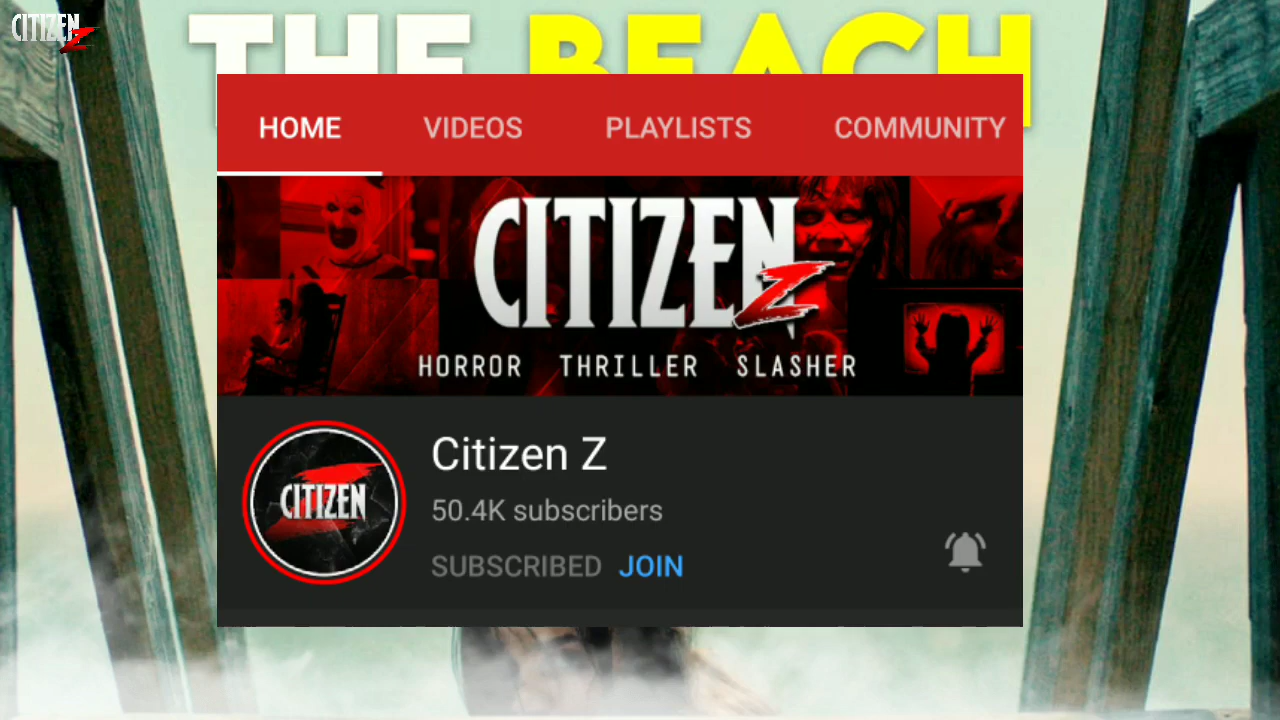 CITIZEN Z
THE BEACH
HOME VIDEOS PLAYLISTS COMMUNITY
CITIZEN Z
HORROR THRILLER SLASHER
CITIZEN
Citizen Z
50.4K subscribers
SUBSCRIBED JOIN